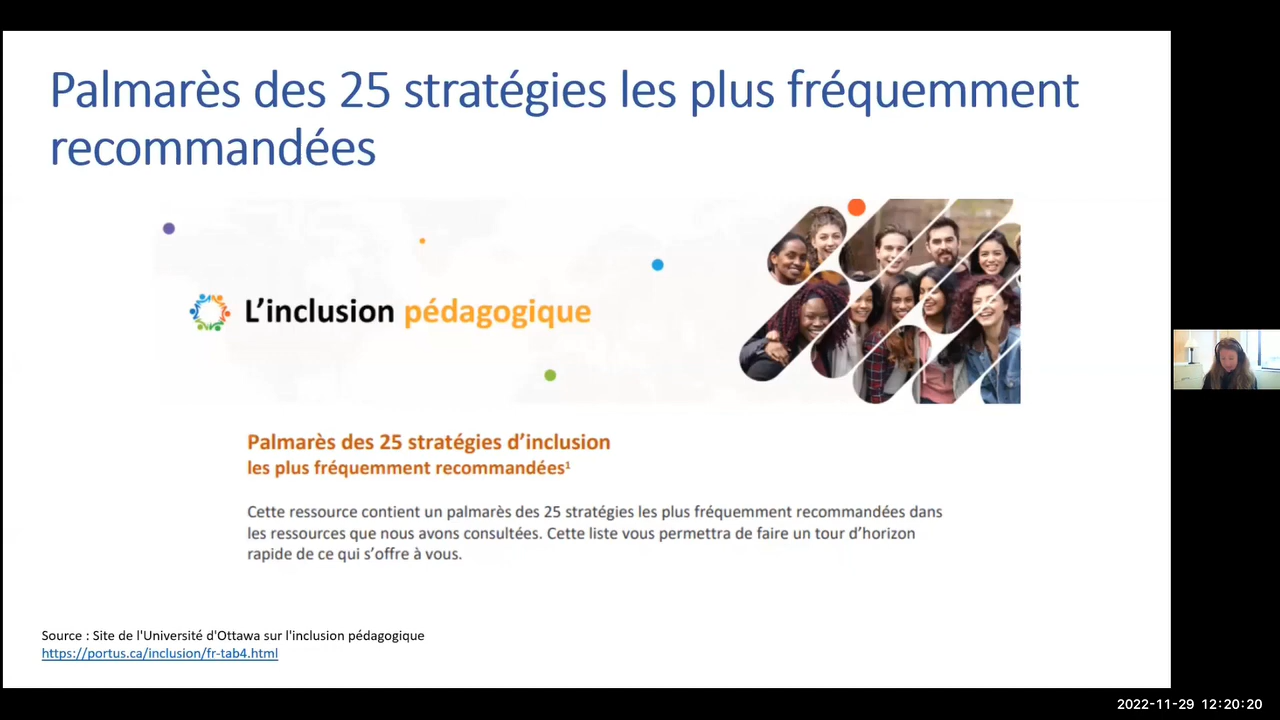 Palmarès des 25 stratégies les plus fréquemment
recommandées
L'inclusion pédagogique
Palmarès des 25 stratégies d'inclusion
les plus fréquemment recommandées¹
Cette ressource contient un palmarès des 25 stratégies les plus fréquemment recommandées dans
les ressources que nous avons consultées. Cette liste vous permettra de faire un tour d'horizon
rapide de ce qui s'offre à vous.
Source : Site de l'Université d'Ottawa sur l'inclusion pédagogique
https://portus.ca/inclusion/fr-tab4.html
2022-11-29 12:20:20